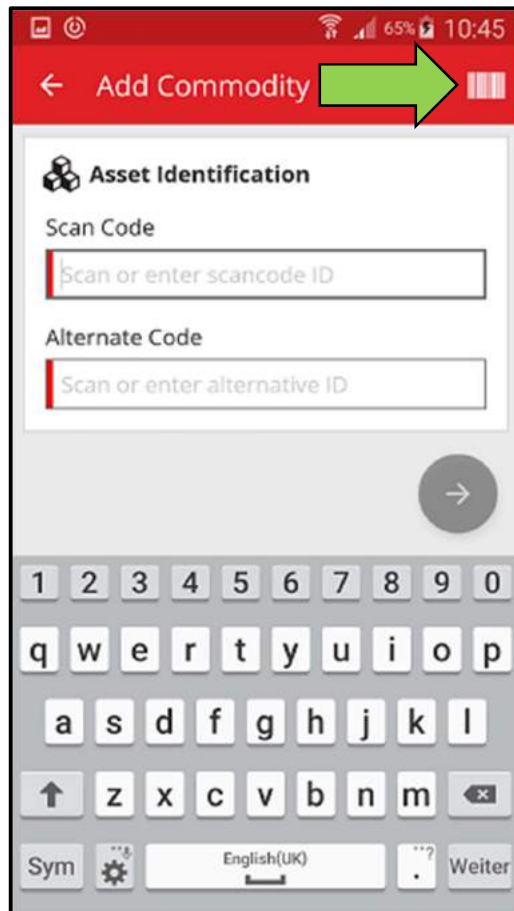 65% 10:45
Add Commodity
Asset Identification
Scan Code
Scan or enter scancode ID
Alternate Code
Scan or enter alternative ID
1 2 3 4 5 6 7 8 9 0
q w e r t y u i o p
a s d f g h j k l
z x c v b n m
Sym English(UK) . ? Weiter